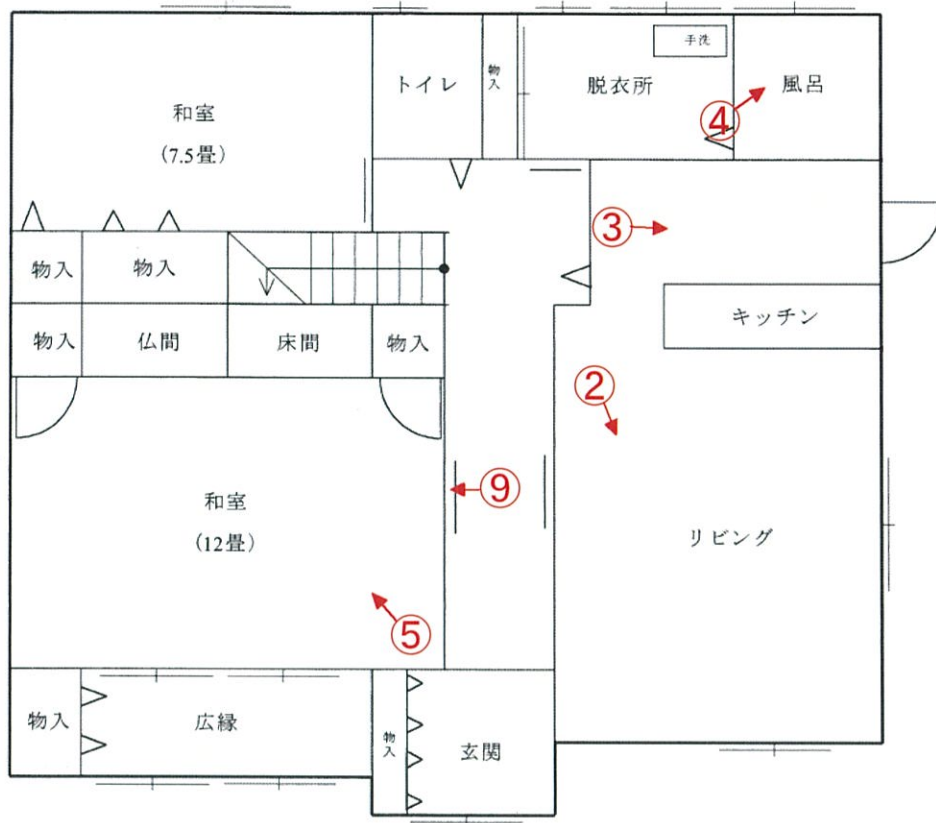 和室
(7.5畳)
トイレ
物入
脱衣所
手洗
風呂
④
③
物入
物入
キッチン
物入
仏間
床間
物入
②
和室
(12畳)
⑨
リビング
⑤
物入
広縁
物入
玄関